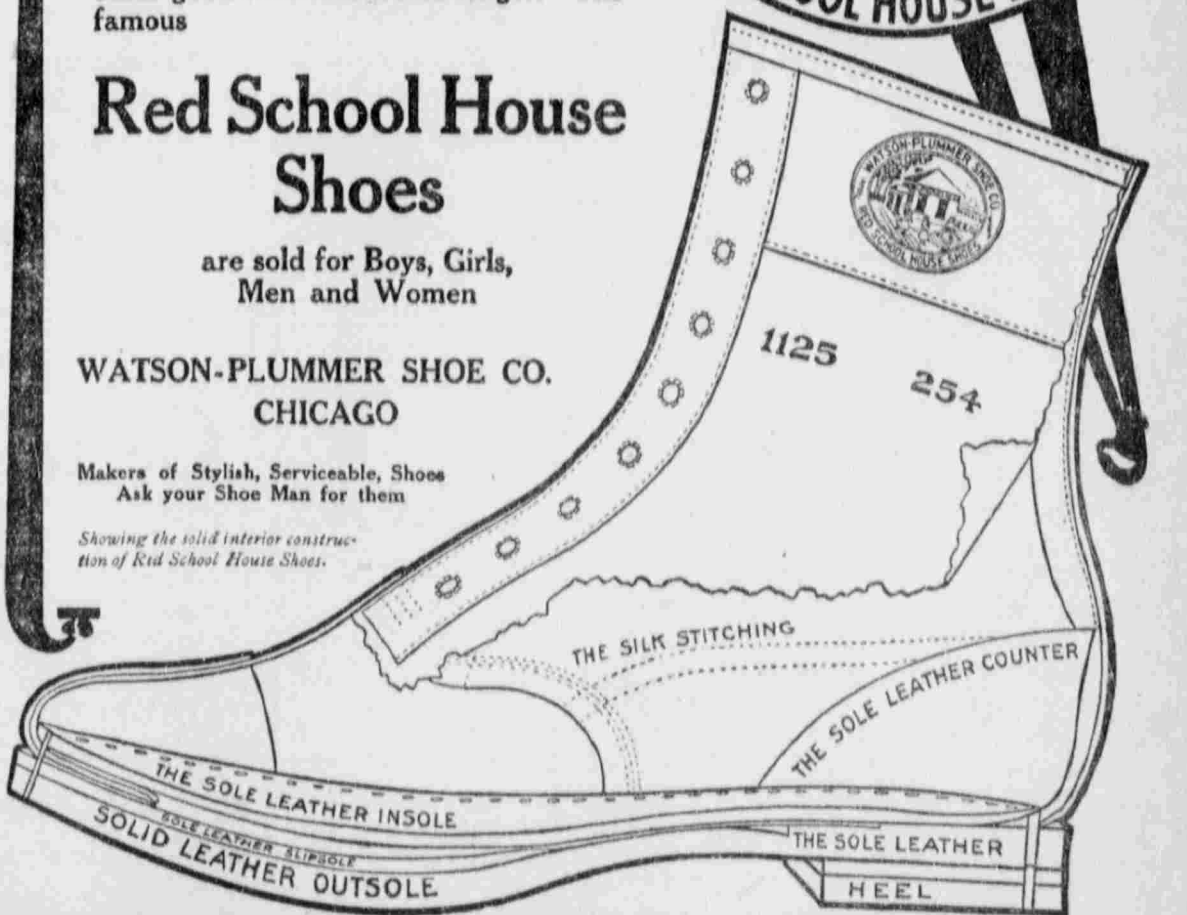 famous
Red School House
Shoes
are sold for Boys, Girls,
Men and Women
WATSON-PLUMMER SHOE CO.
CHICAGO
Makers of Stylish, Serviceable, Shoes
Ask your Shoe Man for them
Showing the solid interior construc-
tion of Red School House Shoes.
OL HOUSE
WATSON-PLUMMER SHOE CO.
RED SCHOOL HOUSE SHOES
1125
254
THE SILK STITCHING
THE SOLE LEATHER COUNTER
THE SOLE LEATHER INSOLE
SOLE LEATHER SLIPSOLE
SOLID LEATHER OUTSOLE
THE SOLE LEATHER
HEEL